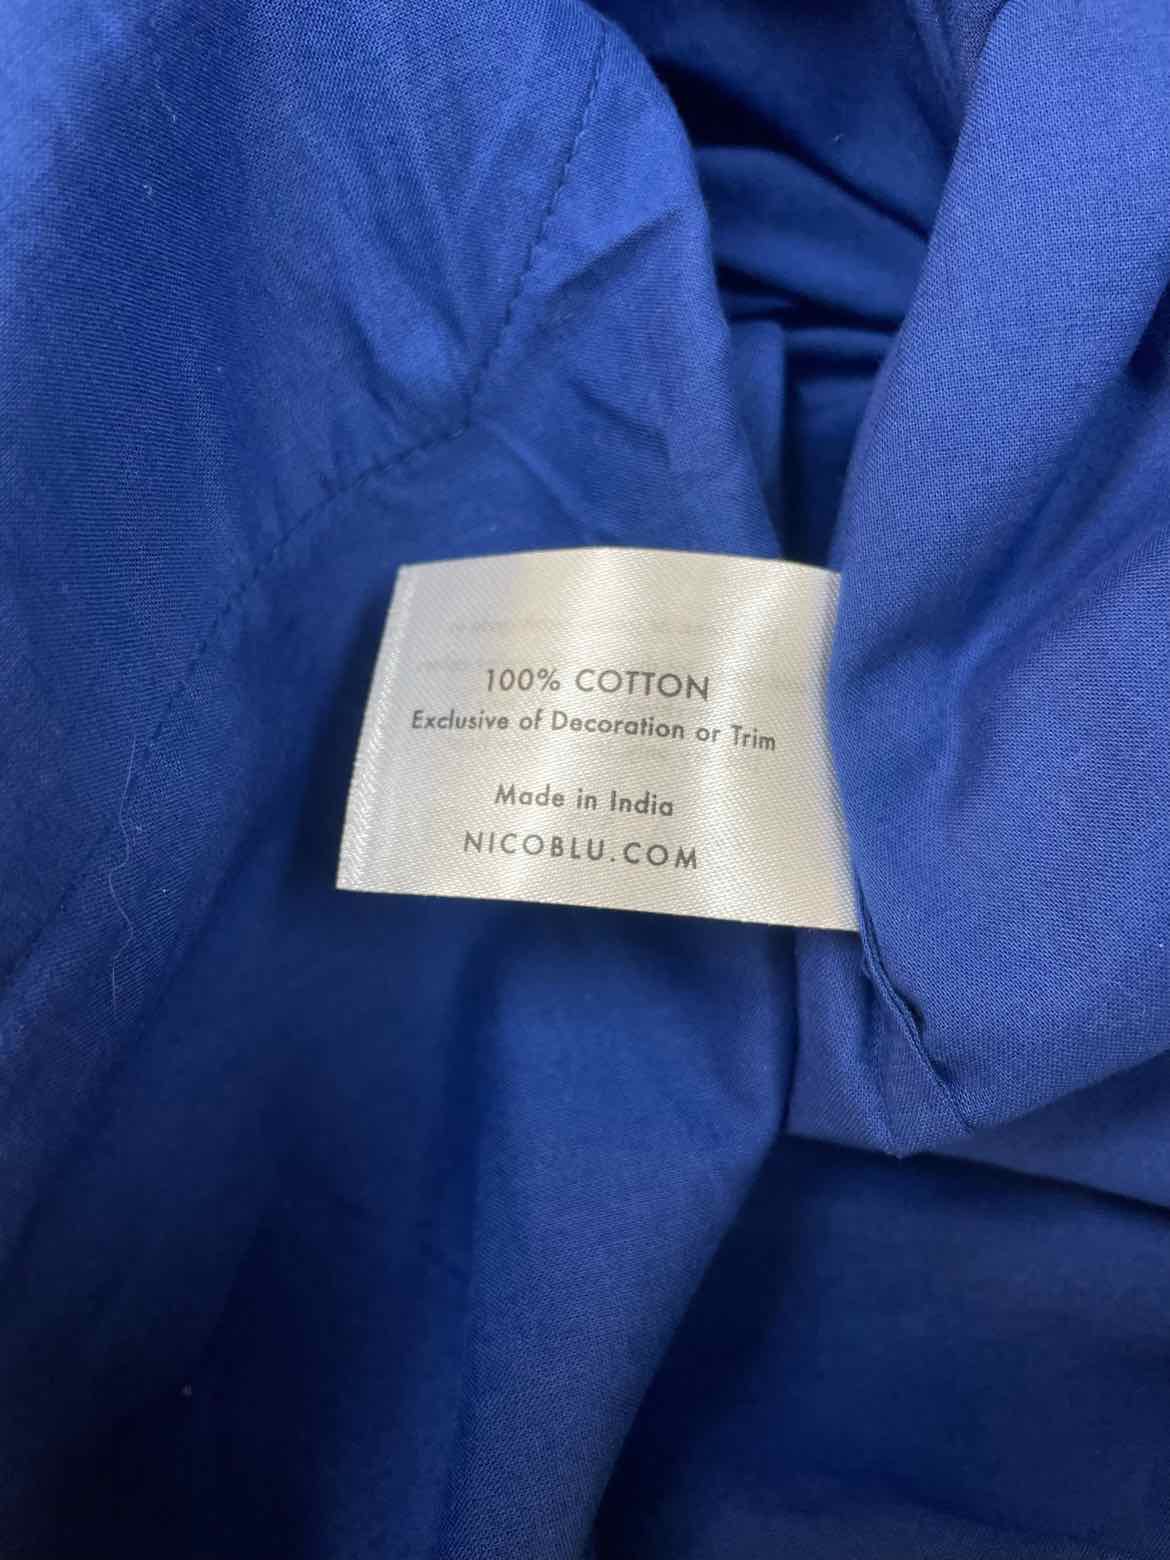 100% COTTON
Exclusive of Decoration or Trim
Made in India
NICOBLU.COM